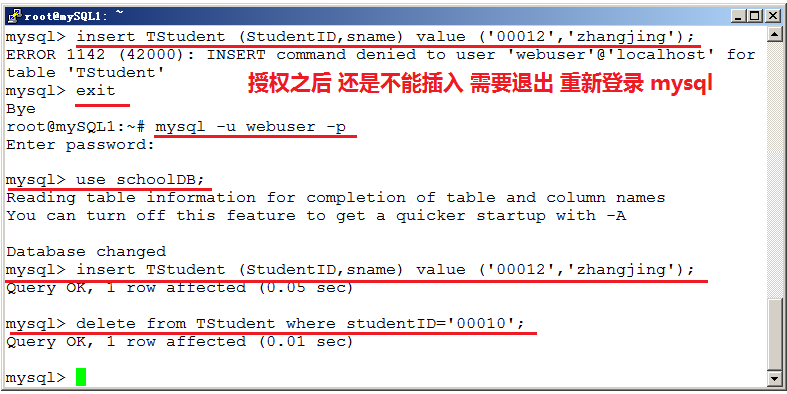 root@mySQL1: ~
mysql> insert TStudent (StudentID,sname) value ('00012','zhangjing');
ERROR 1142 (42000): INSERT command denied to user 'webuser'@'localhost' for
table 'TStudent'
mysql> exit
授权之后 还是不能插入 需要退出 重新登录 mysql
Bye
root@mySQL1:~# mysql -u webuser -p
Enter password:
mysql> use schoolDB;
Reading table information for completion of table and column names
You can turn off this feature to get a quicker startup with -A
Database changed
mysql> insert TStudent (StudentID,sname) value ('00012','zhangjing');
Query OK, 1 row affected (0.05 sec)
mysql> delete from TStudent where studentID='00010';
Query OK, 1 row affected (0.01 sec)
mysql>